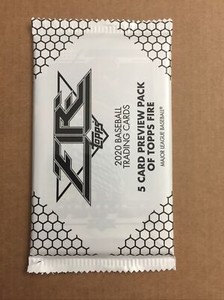 FIRE
Topps
2020 BASEBALL
TRADING CARDS
5 CARD PREVIEW PACK
OF TOPPS FIRE
MAJOR LEAGUE BASEBALL®